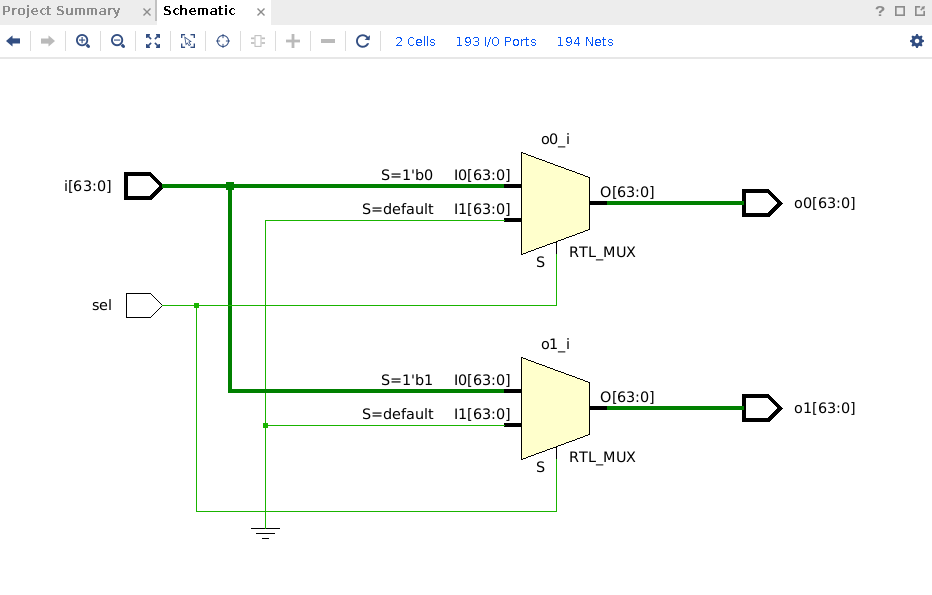 Project Summary × Schematic × ?
2 Cells 193 I/O Ports 194 Nets
o0_i
S=1'b0 I0[63:0]
i[63:0]
O[63:0]
o0[63:0]
S=default I1[63:0]
RTL_MUX
S
sel
o1_i
S=1'b1 I0[63:0]
O[63:0]
o1[63:0]
S=default I1[63:0]
RTL_MUX
S